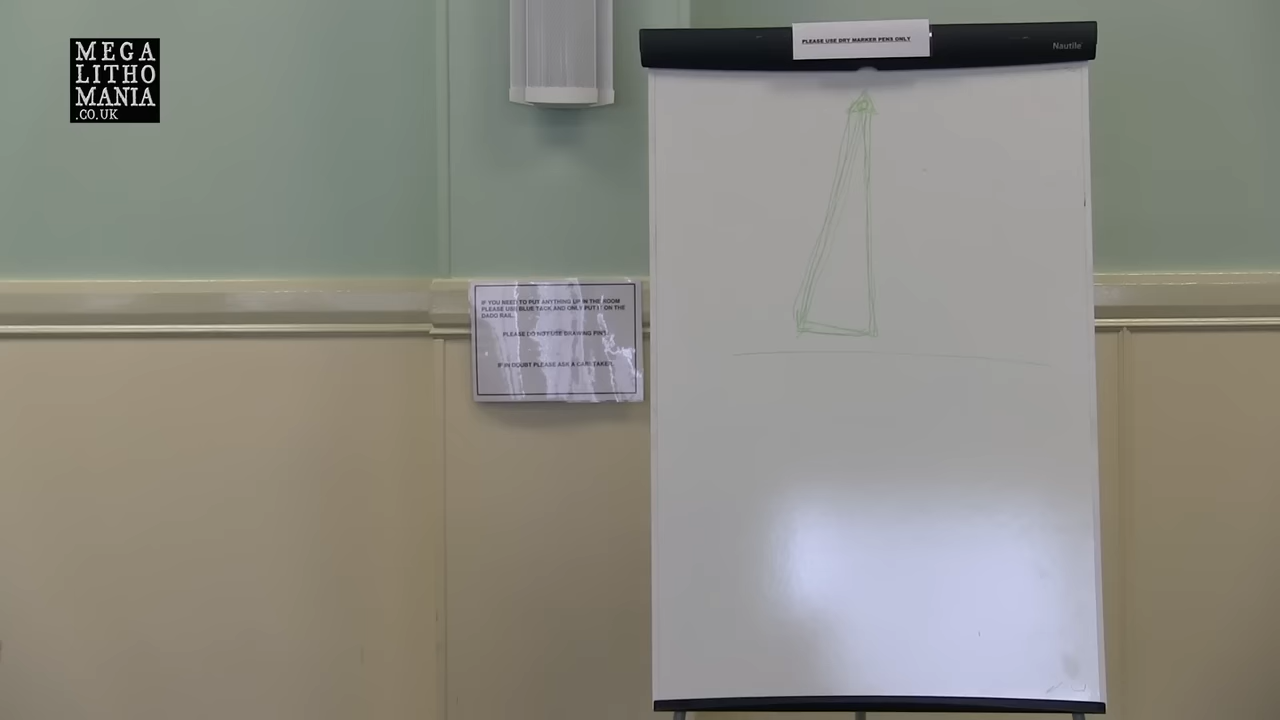 MEGA
LITHO
MANIA
.CO.UK
PLEASE USE DRY MARKER PENS ONLY
Nautile
IF YOU NEED TO PUT ANYTHING UP IN THE ROOM
PLEASE USE BLUE TACK AND ONLY PUT IT ON THE
DADO RAIL.
PLEASE DO NOT USE DRAWING PINS.
IF IN DOUBT PLEASE ASK A CARETAKER.